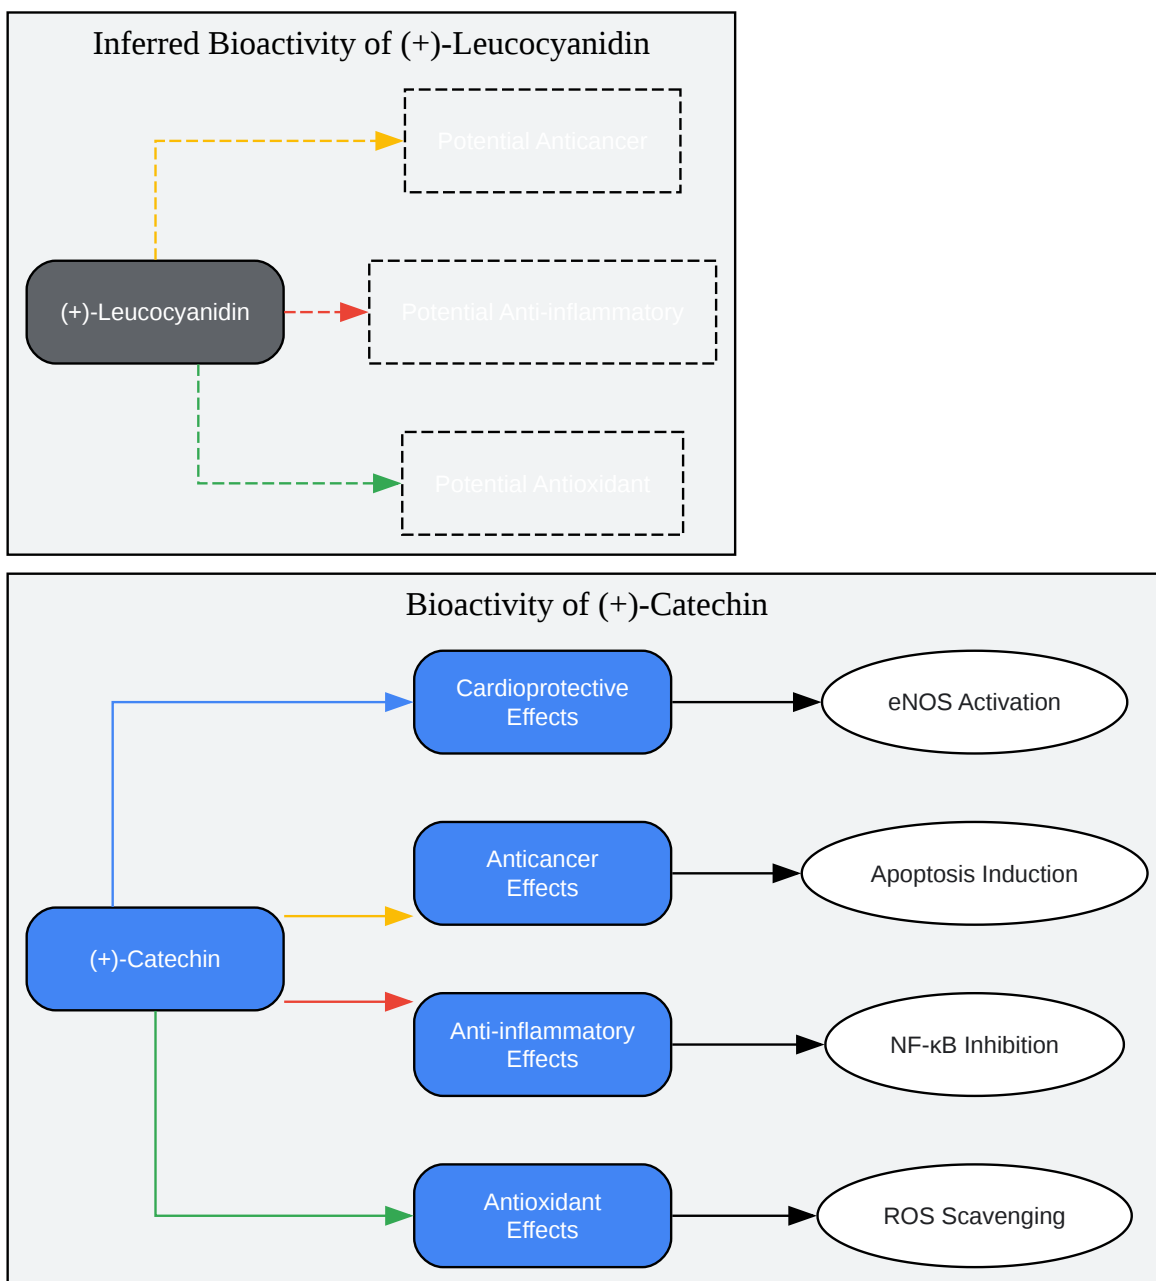 Inferred Bioactivity of (+)-Leucocyanidin
Potential Anticancer
(+)-Leucocyanidin
Potential Anti-inflammatory
Potential Antioxidant
Bioactivity of (+)-Catechin
Cardioprotective
Effects
eNOS Activation
Anticancer
Effects
Apoptosis Induction
(+)-Catechin
Anti-inflammatory
Effects
NF-κB Inhibition
Antioxidant
Effects
ROS Scavenging